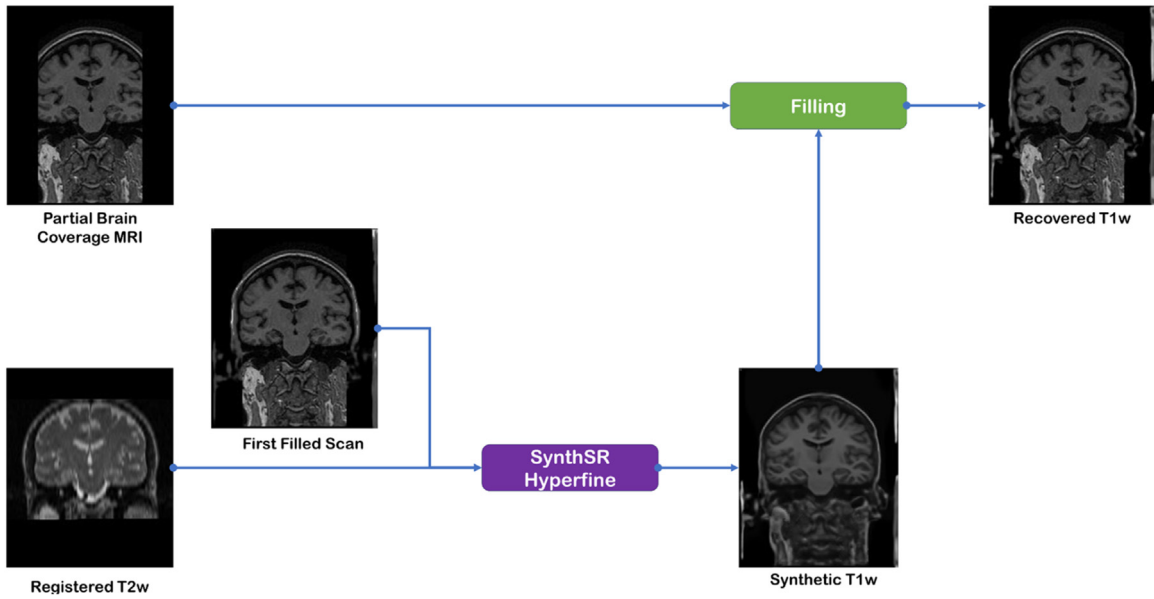 Filling
Partial Brain
Coverage MRI
Recovered T1w
First Filled Scan
SynthSR
Hyperfine
Registered T2w
Synthetic T1w